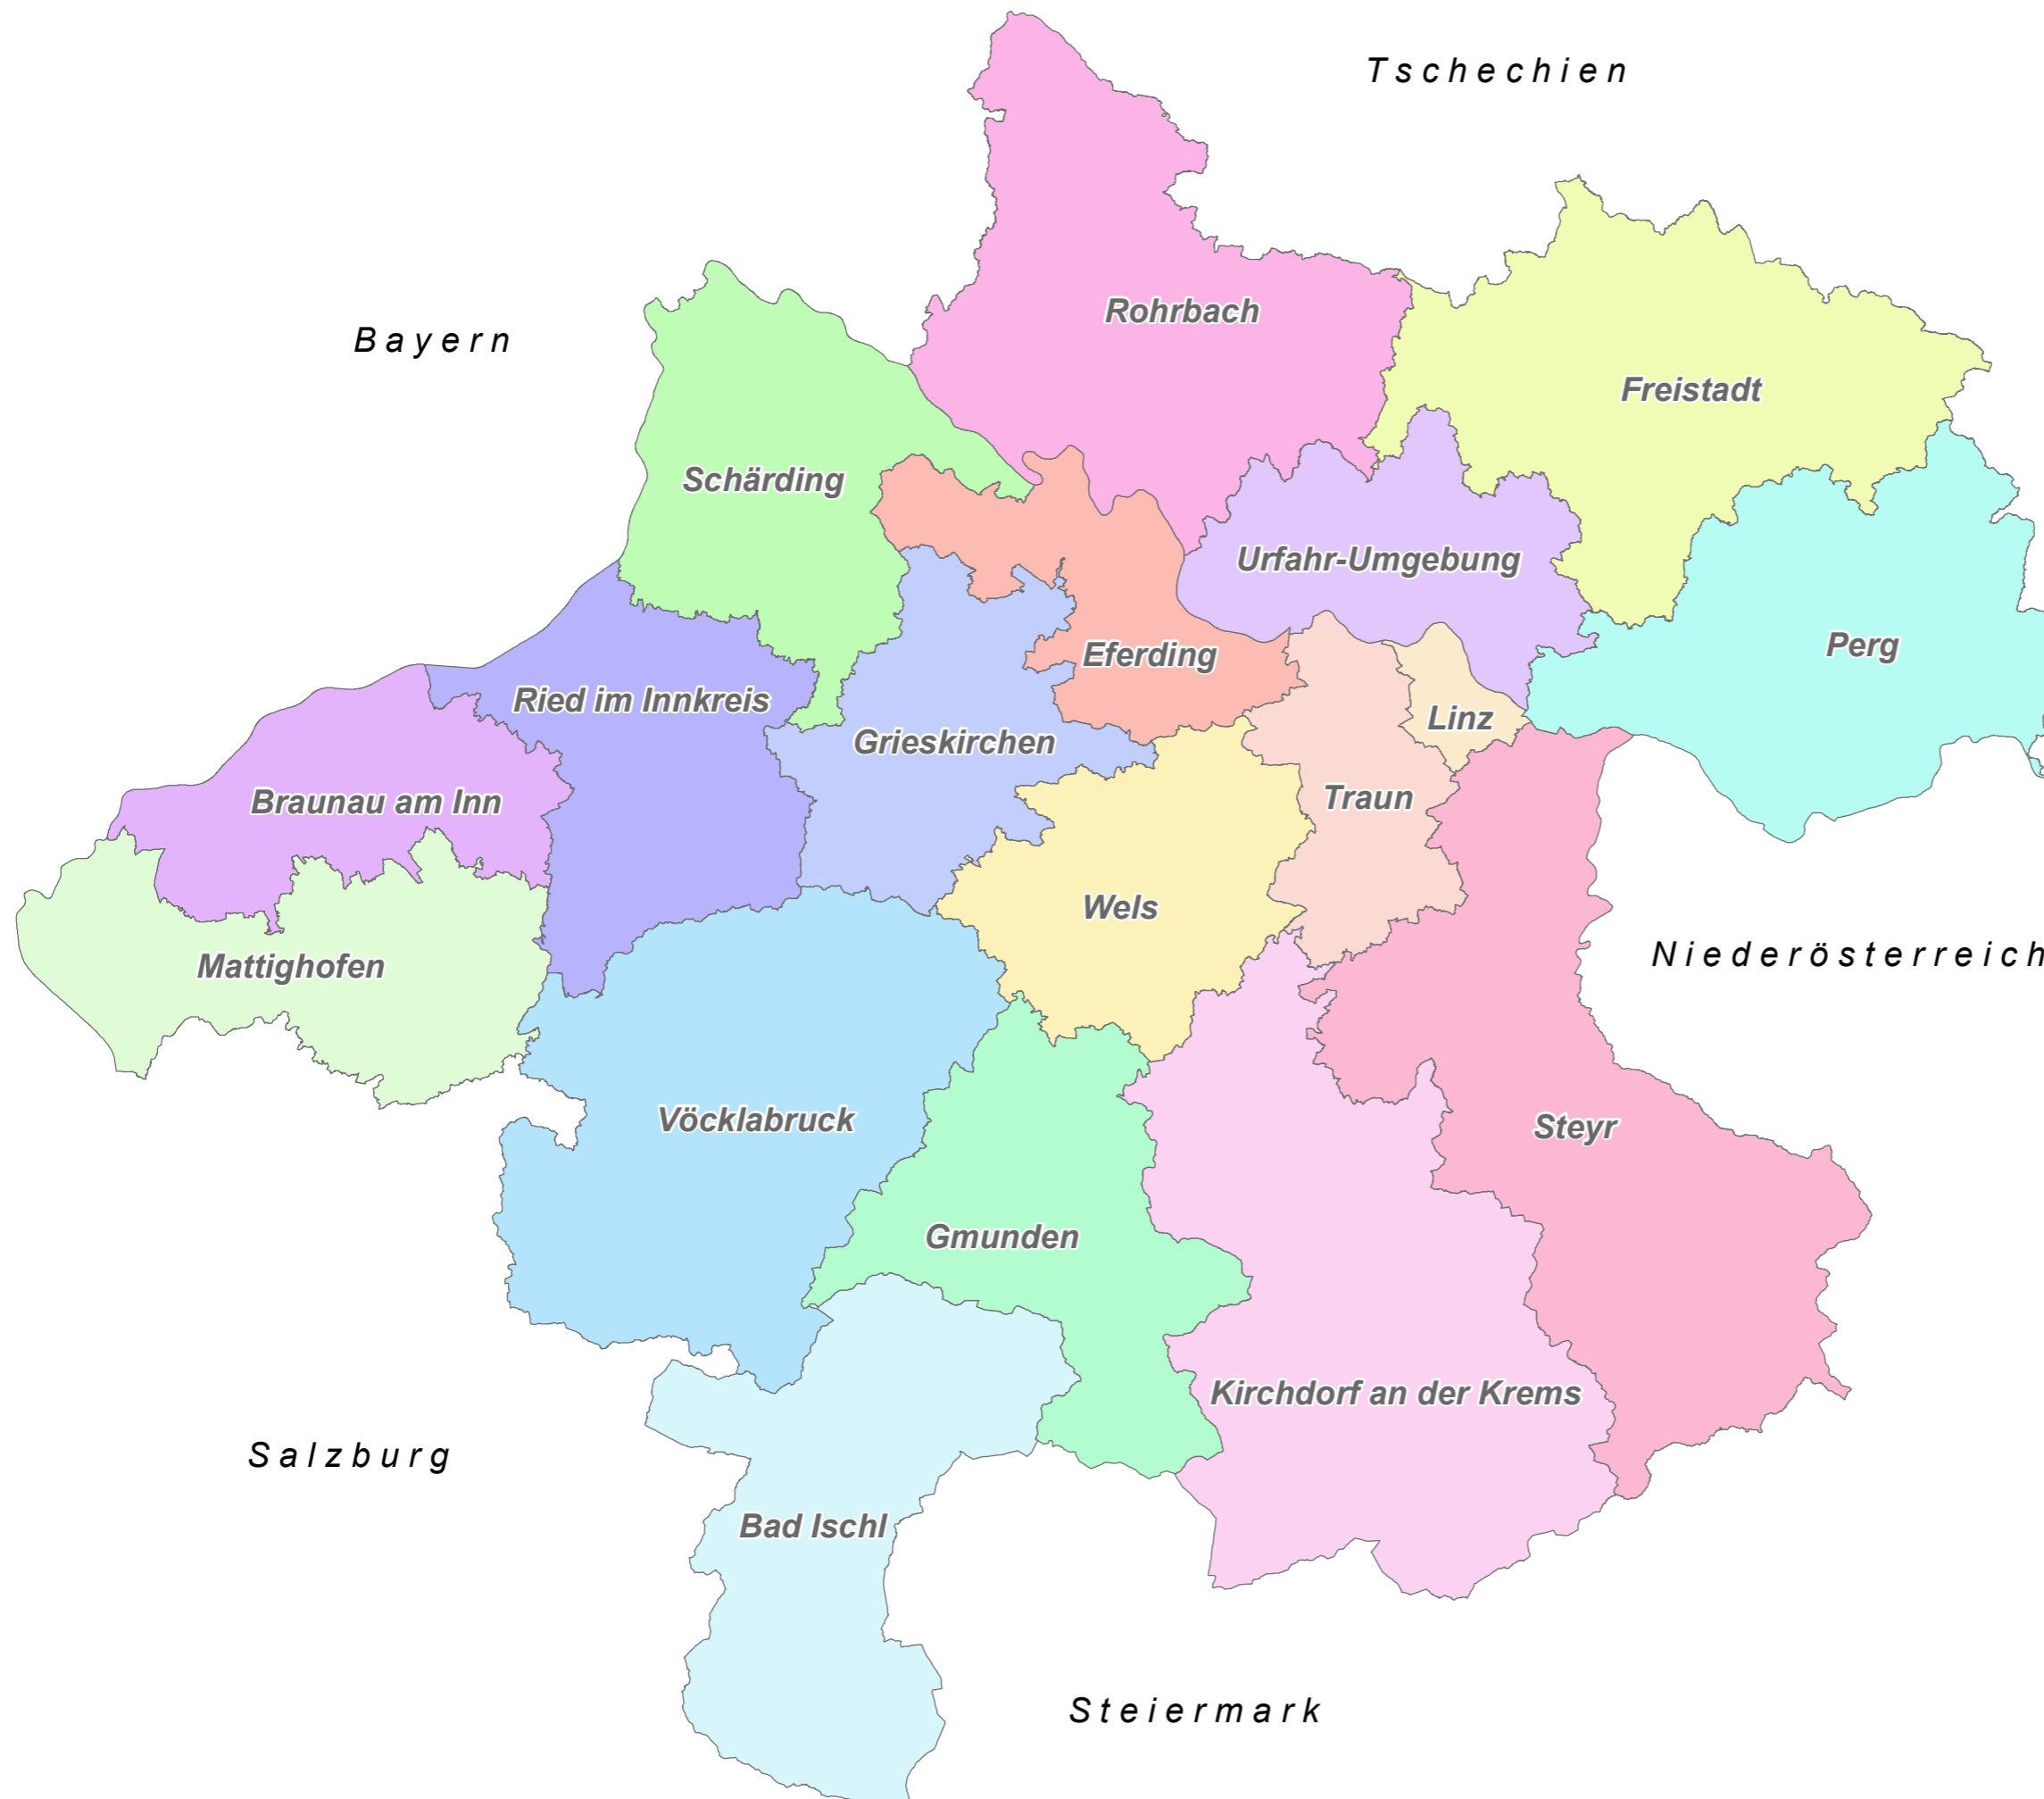 Tschechien
Rohrbach
Bayern
Freistadt
Schärding
Urfahr-Umgebung
Perg
Eferding
Ried im Innkreis
Linz
Grieskirchen
Traun
Braunau am Inn
Wels
Niederösterreich
Mattighofen
Vöcklabruck
Steyr
Gmunden
Kirchdorf an der Krems
Salzburg
Bad Ischl
Steiermark